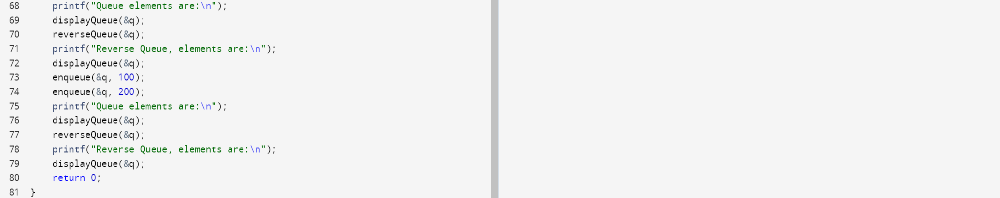 68 printf("Queue elements are:\n");
69 displayQueue(&q);
70 reverseQueue(&q);
71 printf("Reverse Queue, elements are:\n");
72 displayQueue(&q);
73 enqueue(&q, 100);
74 enqueue(&q, 200);
75 printf("Queue elements are:\n");
76 displayQueue(&q);
77 reverseQueue(&q);
78 printf("Reverse Queue, elements are:\n");
79 displayQueue(&q);
80 return 0;
81 }